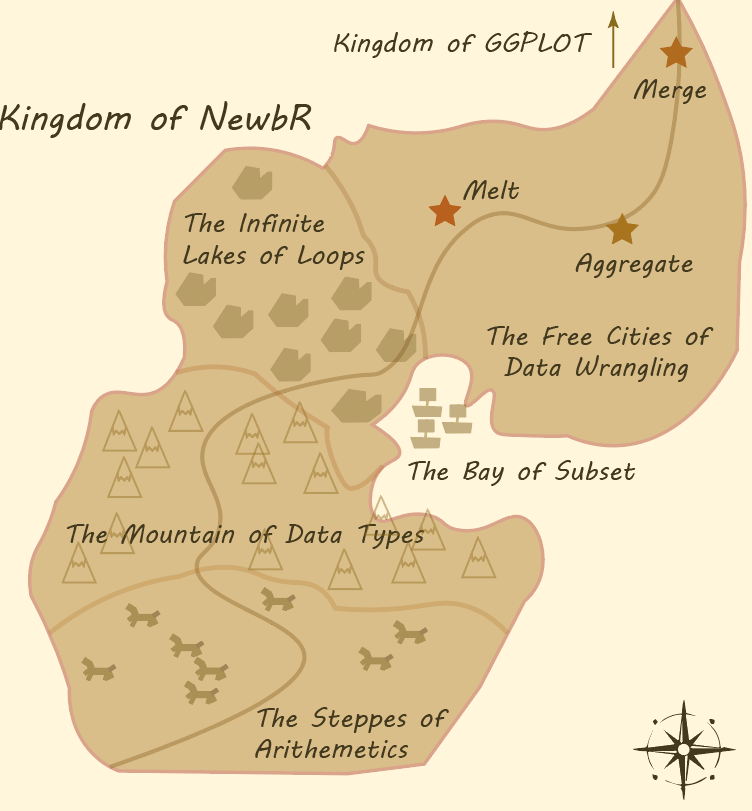 Kingdom of GGPLOT
Merge
Kingdom of NewbR
Melt
The Infinite
Lakes of Loops
Aggregate
The Free Cities of
Data Wrangling
The Bay of Subset
The Mountain of Data Types
The Steppes of
Arithemetics